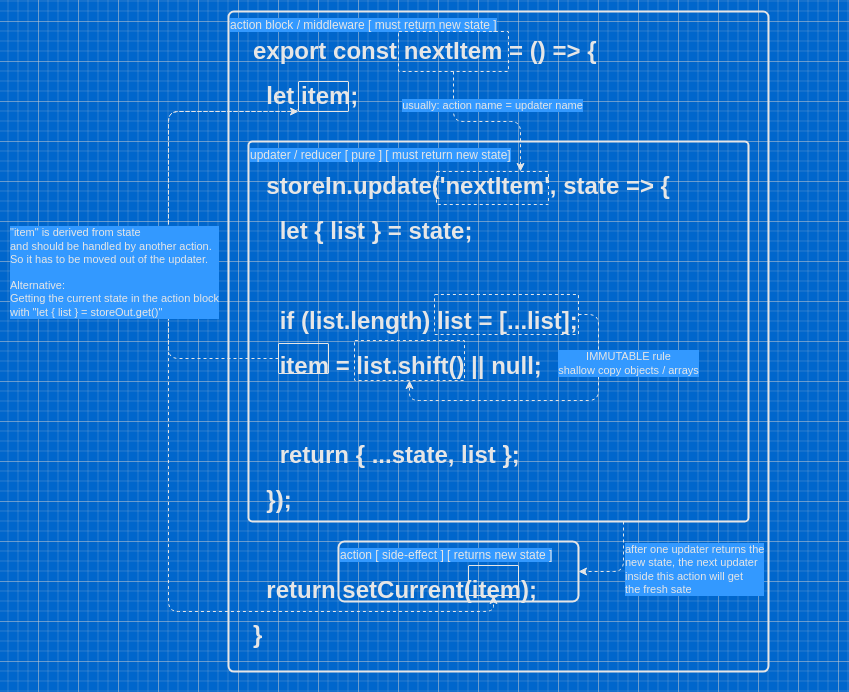 action block / middleware [ must return new state ]
export const nextItem = () => {
let item;
usually: action name = updater name
updater / reducer [ pure ] [ must return new state]
storeIn.update('nextItem', state => {
let { list } = state;
"item" is derived from state
and should be handled by another action.
So it has to be moved out of the updater.
Alternative:
Getting the current state in the action block
with "let { list } = storeOut.get()"
if (list.length) list = [...list];
item = list.shift() || null;
IMMUTABLE rule
shallow copy objects / arrays
return { ...state, list };
});
action [ side-effect ] [ returns new state ]
return setCurrent(item);
after one updater returns the
new state, the next updater
inside this action will get
the fresh sate
}